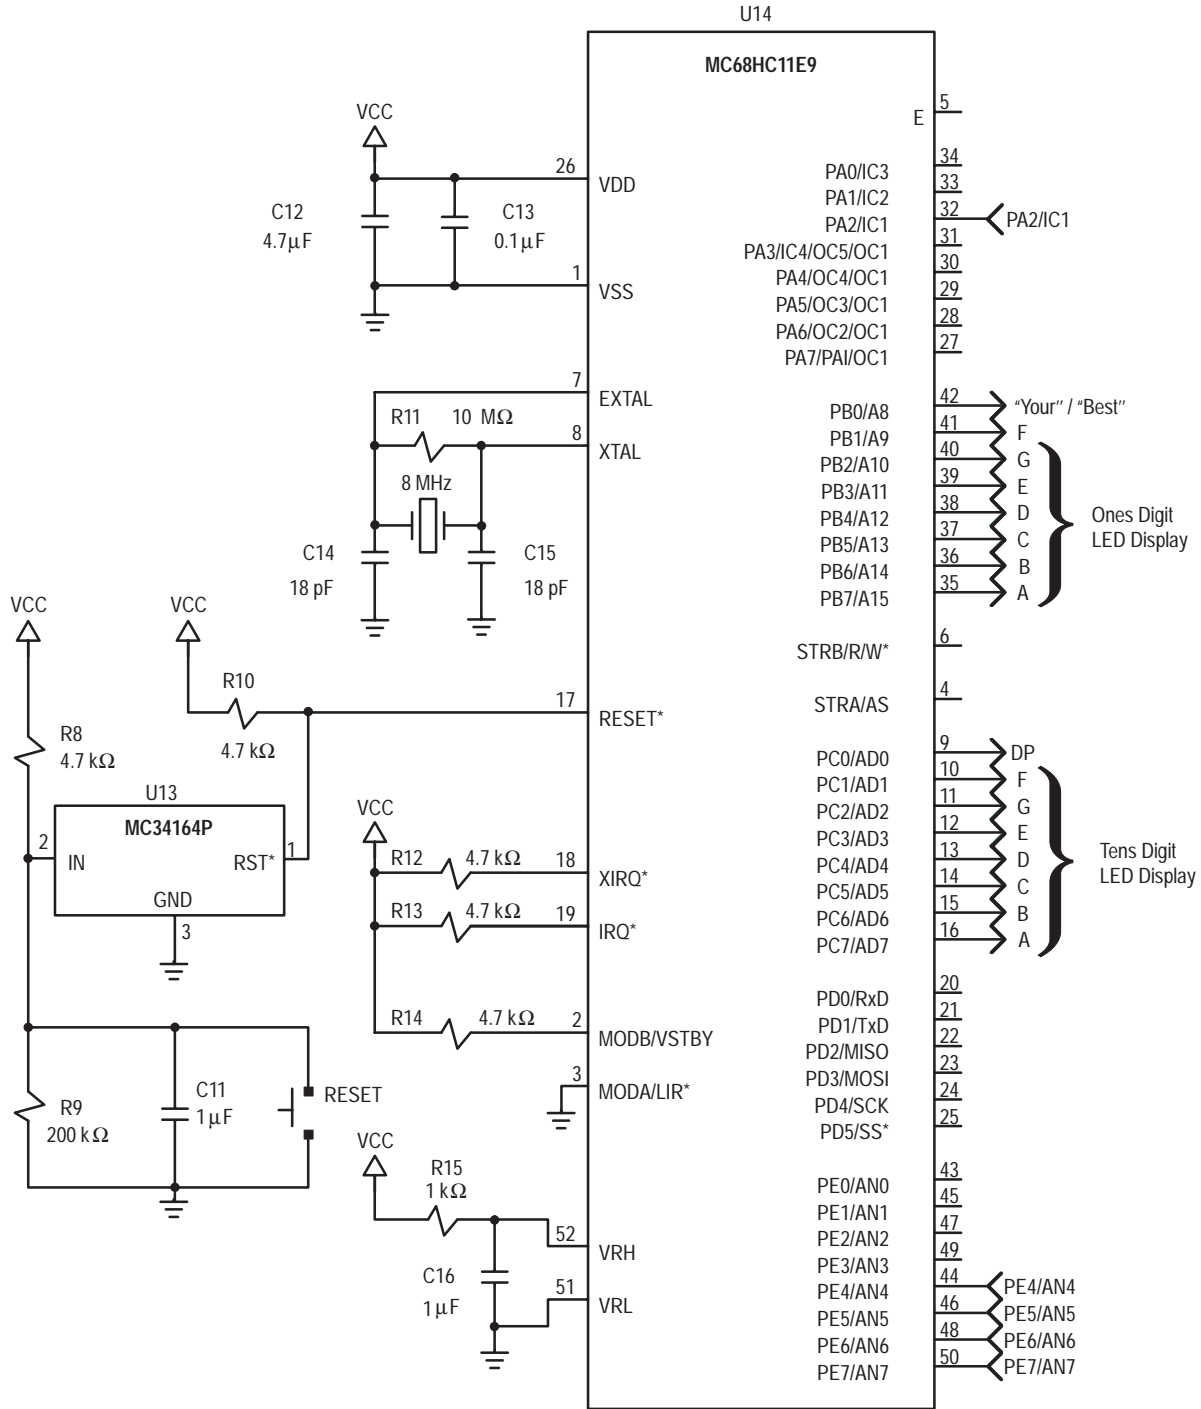 U14
MC68HC11E9
VCC
C12
4.7μF
C13
0.1μF
26
VDD
1
VSS
7
EXTAL
R11 10 MΩ
8
XTAL
8 MHz
C14
18 pF
C15
18 pF
VCC
VCC
R10
4.7 kΩ
17
RESET*
R8
4.7 kΩ
U13
MC34164P
2
IN
RST*
1
GND
3
VCC
R12 4.7 kΩ
18
XIRQ*
R13 4.7 kΩ
19
IRQ*
R14 4.7 kΩ
2
MODB/VSTBY
3
MODA/LIR*
R9
200 kΩ
C11
1μF
RESET
VCC
R15
1 kΩ
52
VRH
C16
1μF
51
VRL
E
5
PA0/IC3
34
PA1/IC2
33
PA2/IC1
32
PA2/IC1
PA3/IC4/OC5/OC1
31
PA4/OC4/OC1
30
PA5/OC3/OC1
29
PA6/OC2/OC1
28
PA7/PAI/OC1
27
PB0/A8
42
“Your” / “Best”
PB1/A9
41
F
PB2/A10
40
G
PB3/A11
39
E
PB4/A12
38
D
PB5/A13
37
C
PB6/A14
36
B
PB7/A15
35
A
Ones Digit
LED Display
STRB/R/W*
6
STRA/AS
4
PC0/AD0
9
DP
PC1/AD1
10
F
PC2/AD2
11
G
PC3/AD3
12
E
PC4/AD4
13
D
PC5/AD5
14
C
PC6/AD6
15
B
PC7/AD7
16
A
Tens Digit
LED Display
PD0/RxD
20
PD1/TxD
21
PD2/MISO
22
PD3/MOSI
23
PD4/SCK
24
PD5/SS*
25
PE0/AN0
43
PE1/AN1
45
PE2/AN2
47
PE3/AN3
49
PE4/AN4
44
PE4/AN4
PE5/AN5
46
PE5/AN5
PE6/AN6
48
PE6/AN6
PE7/AN7
50
PE7/AN7